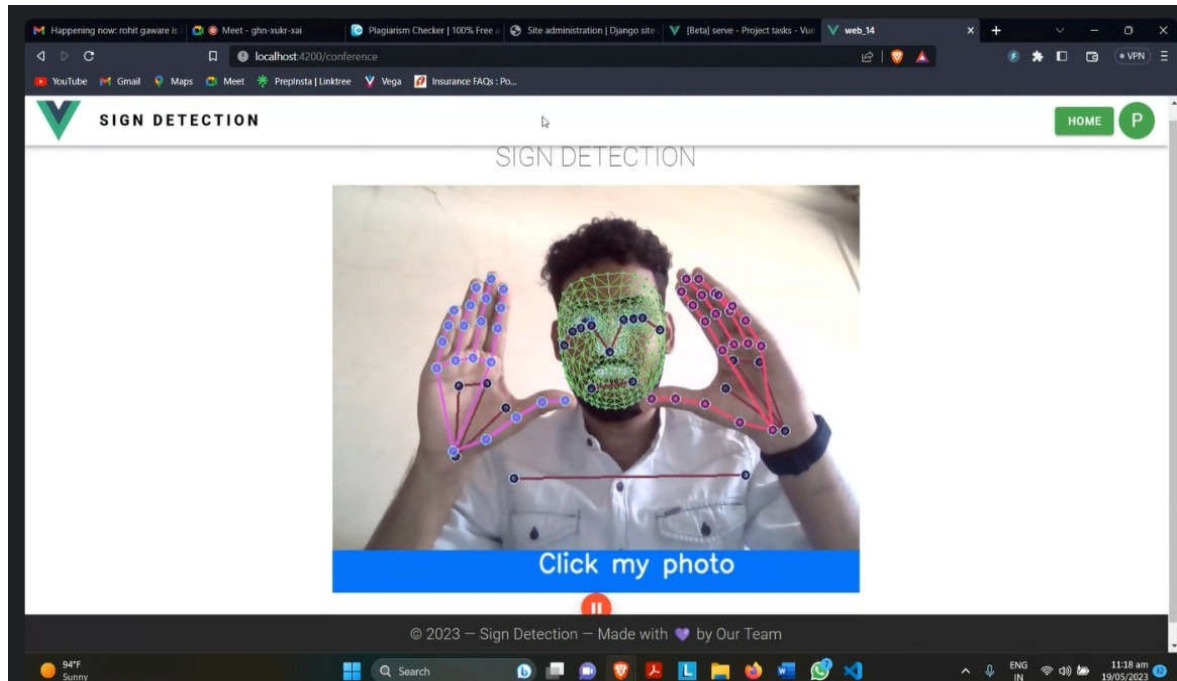 Happening now: rohit gaware is
Meet - ghn-xukr-xai
Plagiarism Checker | 100% Free
Site administration | Django site
[Beta] serve - Project tasks - Vue
web_14
localhost:4200/conference
VPN
YouTube
Gmail
Maps
Meet
PrepInsta | Linktree
Vega
Insurance FAQs : Po...
SIGN DETECTION
HOME
P
SIGN DETECTION
Click my photo
© 2023 — Sign Detection — Made with 💜 by Our Team
94°F
Sunny
Search
ENG
IN
11:18 am
19/05/2023